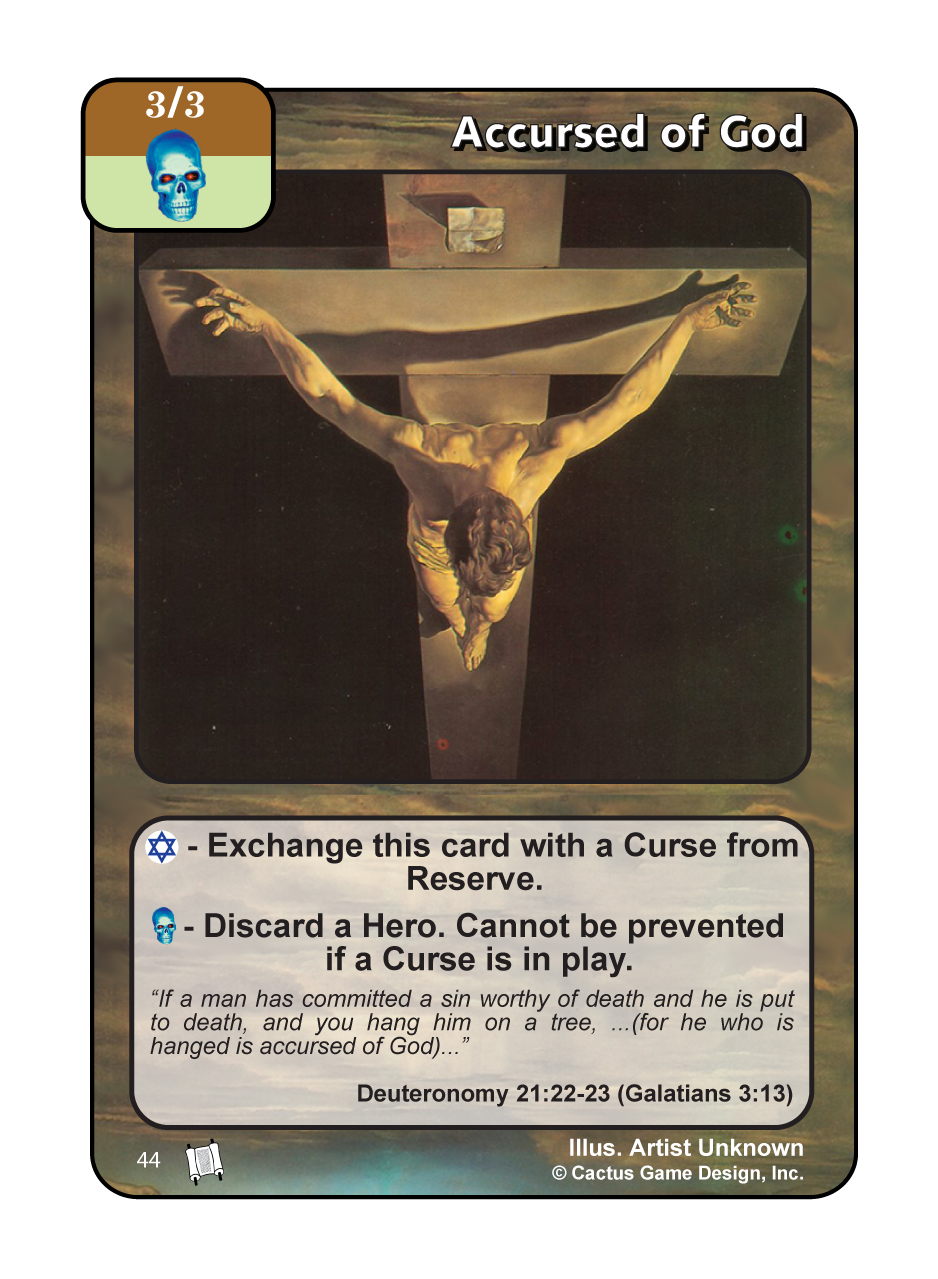 3/3
Accursed of God
- Exchange this card with a Curse from
Reserve.
- Discard a Hero. Cannot be prevented
if a Curse is in play.
“If a man has committed a sin worthy of death and he is put
to death, and you hang him on a tree, ...(for he who is
hanged is accursed of God)...”
Deuteronomy 21:22-23 (Galatians 3:13)
44
Illus. Artist Unknown
© Cactus Game Design, Inc.